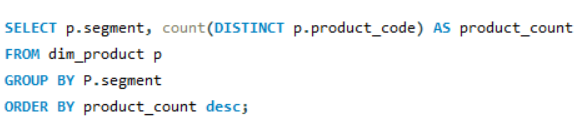 SELECT p.segment, count(DISTINCT p.product_code) AS product_count
FROM dim_product p
GROUP BY P.segment
ORDER BY product_count desc;